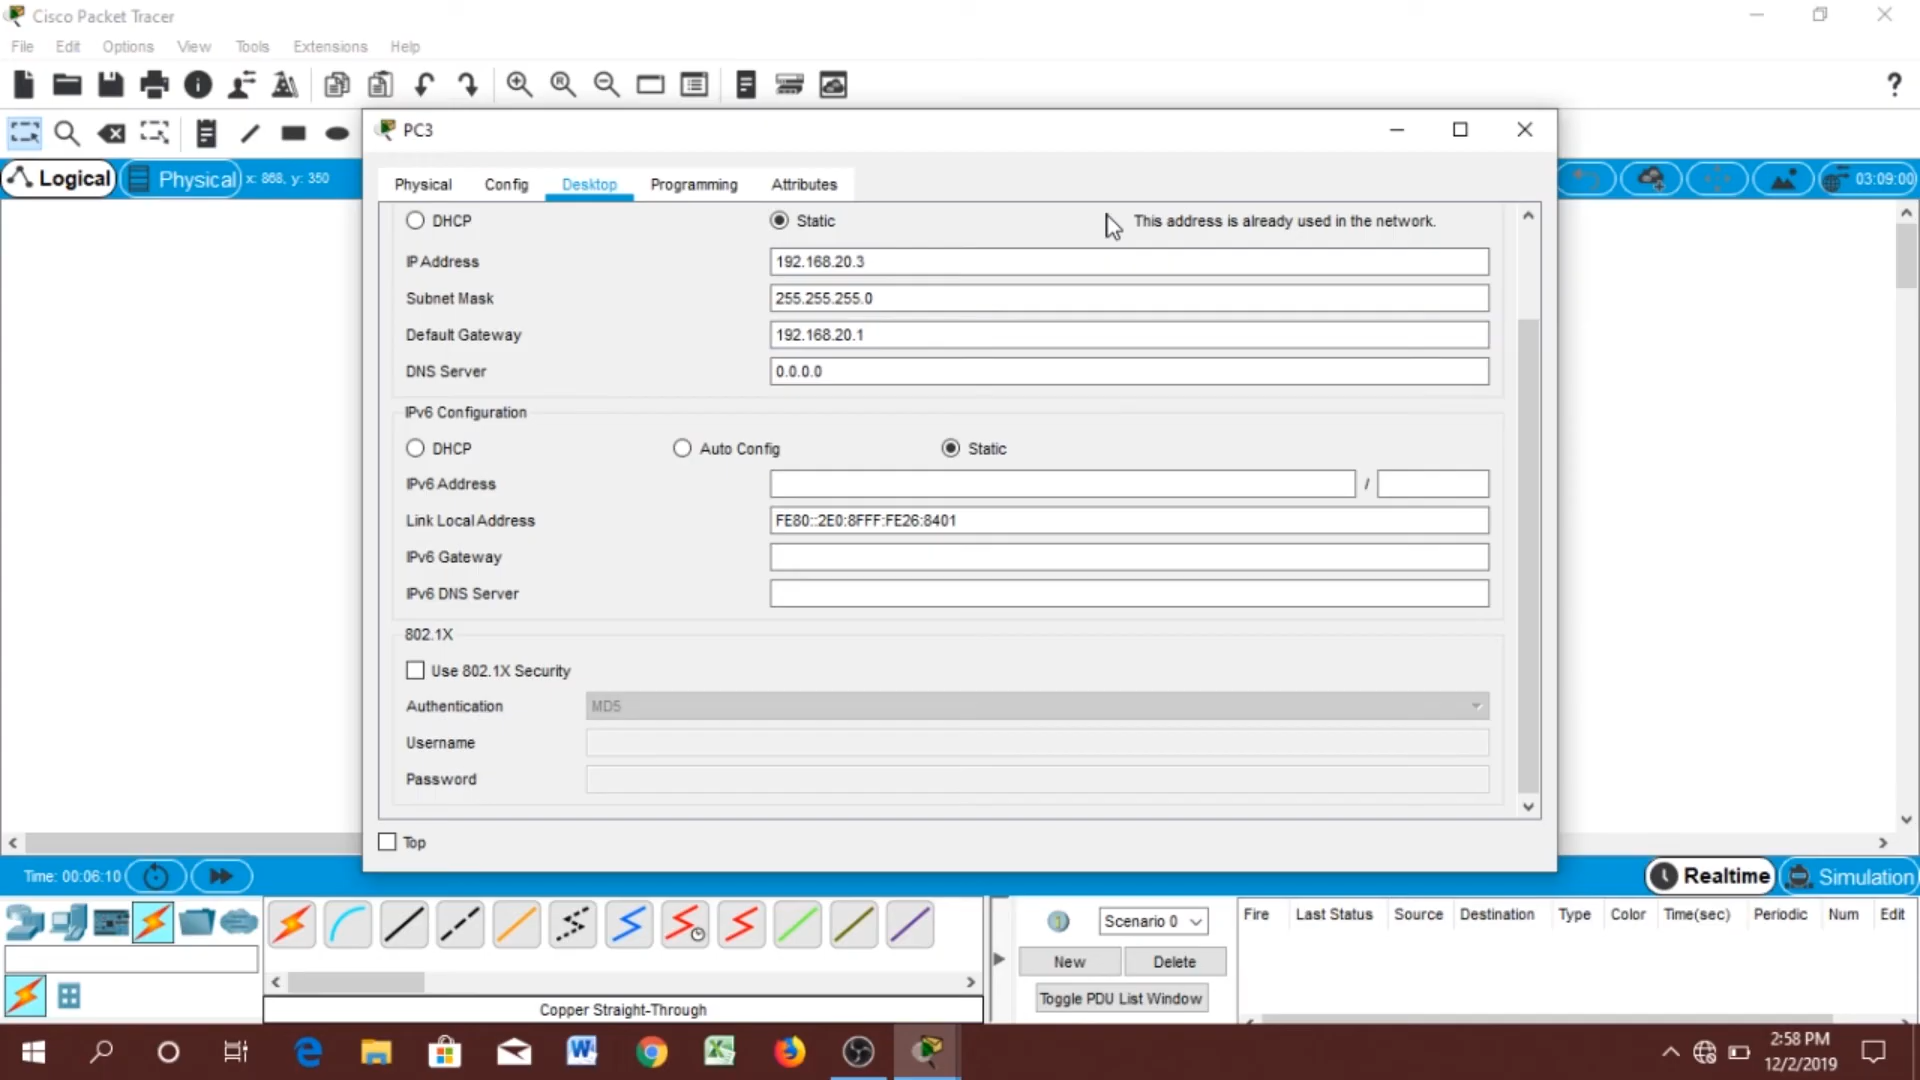 Cisco Packet Tracer
File Edit Options View Tools Extensions Help
?
PC3
Logical Physical x: 868, y: 350 03:09:00
Physical Config Desktop Programming Attributes
DHCP Static This address is already used in the network.
IP Address 192.168.20.3
Subnet Mask 255.255.255.0
Default Gateway 192.168.20.1
DNS Server 0.0.0.0
IPv6 Configuration
DHCP Auto Config Static
IPv6 Address /
Link Local Address FE80::2E0:8FFF:FE26:8401
IPv6 Gateway
IPv6 DNS Server
802.1X
Use 802.1X Security
Authentication MD5
Username
Password
Top
Time: 00:06:10 Realtime Simulation
Scenario 0 Fire Last Status Source Destination Type Color Time(sec) Periodic Num Edit
New Delete
Toggle PDU List Window
Copper Straight-Through
2:58 PM
12/2/2019